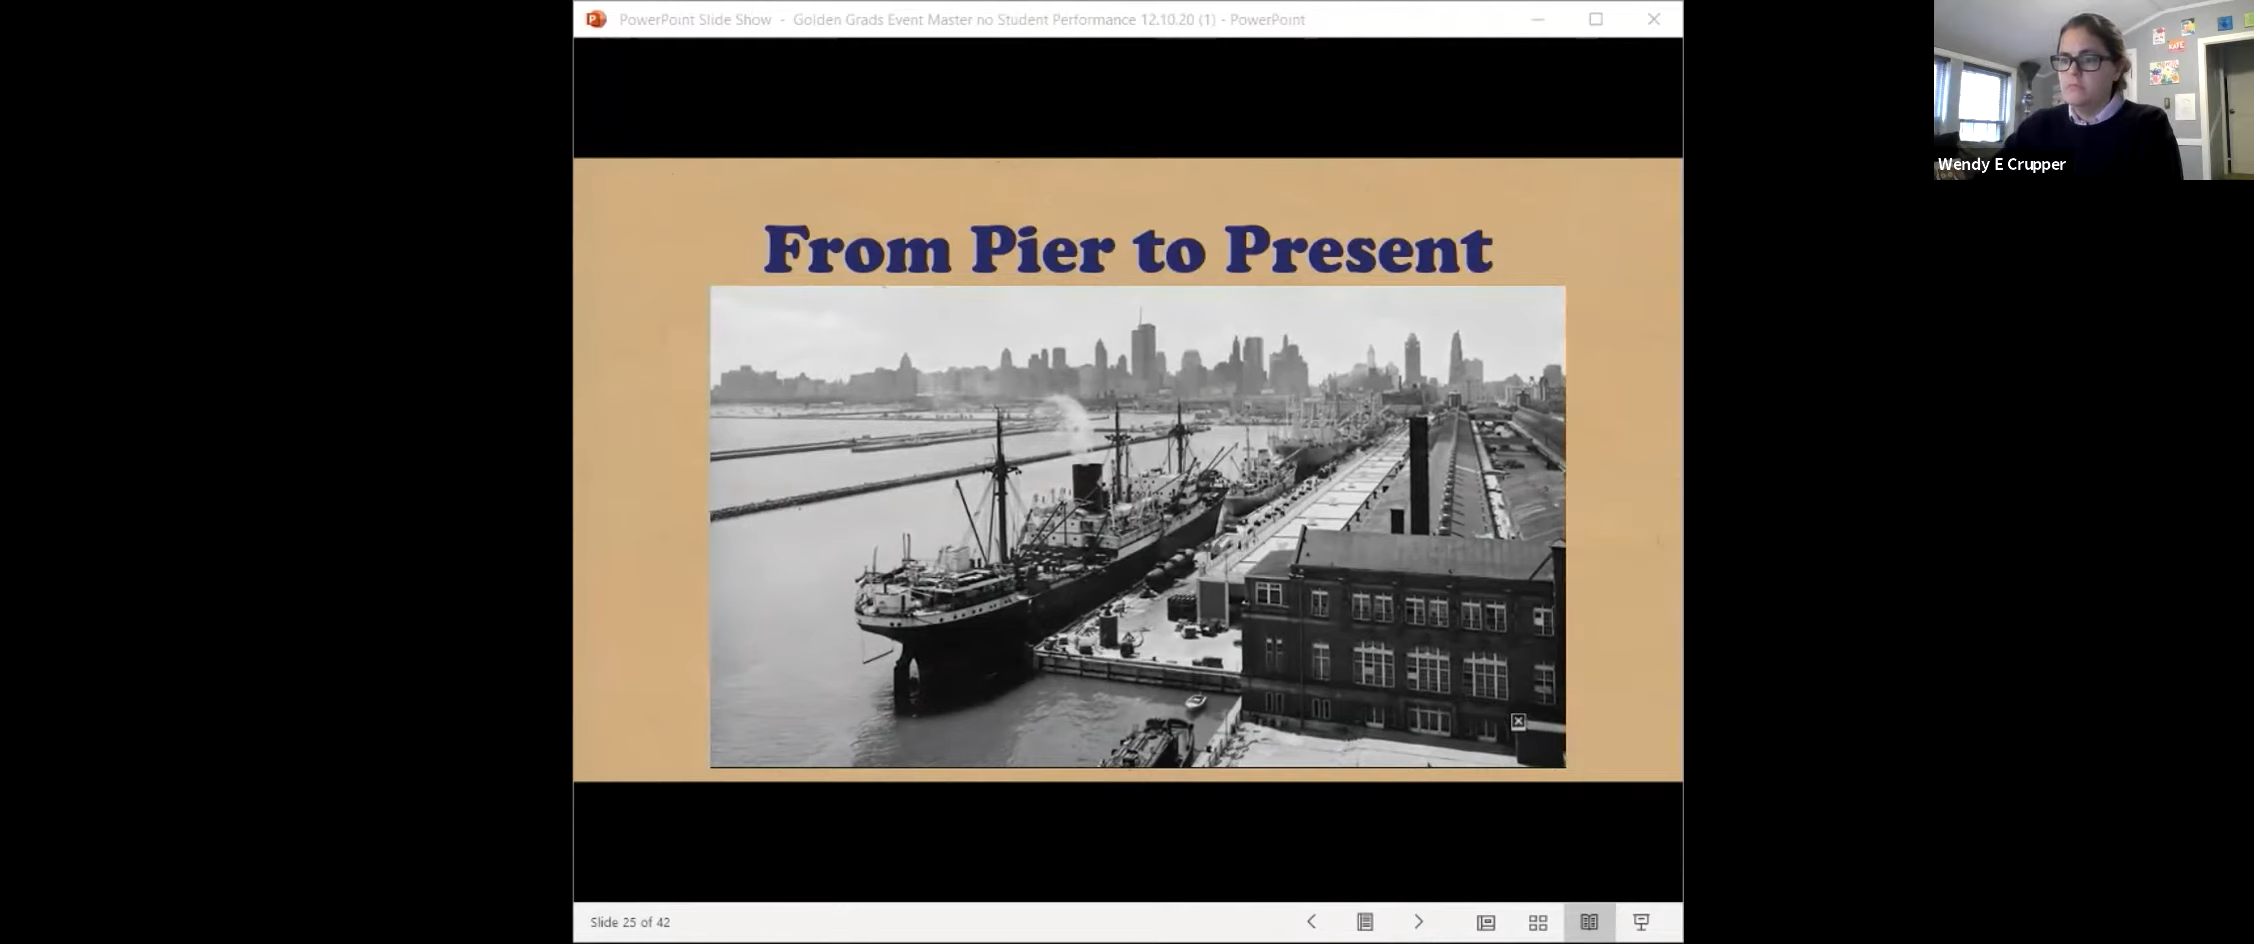 PowerPoint Slide Show - Golden Grads Event Master no Student Performance 12.10.20 (1) - PowerPoint
Wendy E Crupper
From Pier to Present
Slide 25 of 42